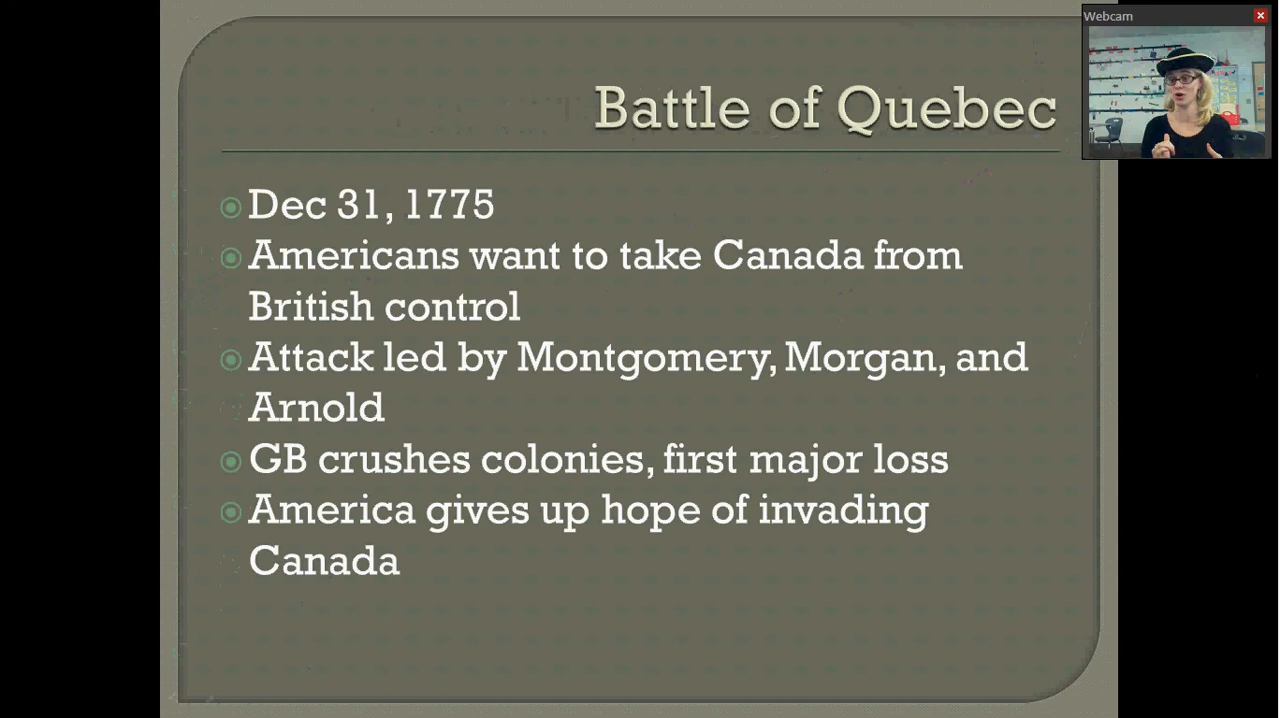 Webcam
Battle of Quebec
Dec 31, 1775
Americans want to take Canada from
British control
Attack led by Montgomery, Morgan, and
Arnold
GB crushes colonies, first major loss
America gives up hope of invading
Canada